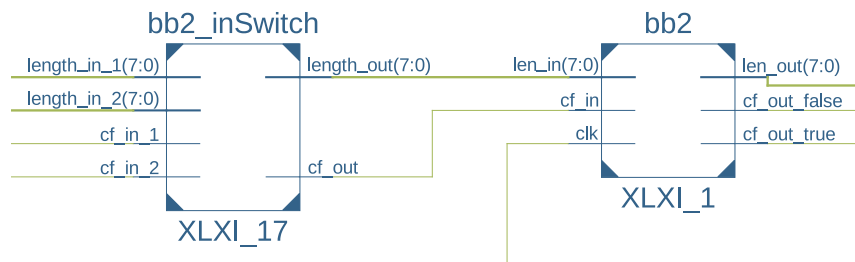 bb2_inSwitch
length_in_1(7:0)
length_in_2(7:0)
cf_in_1
cf_in_2
length_out(7:0)
cf_out
XLXI_17
bb2
len_in(7:0)
cf_in
clk
len_out(7:0)
cf_out_false
cf_out_true
XLXI_1